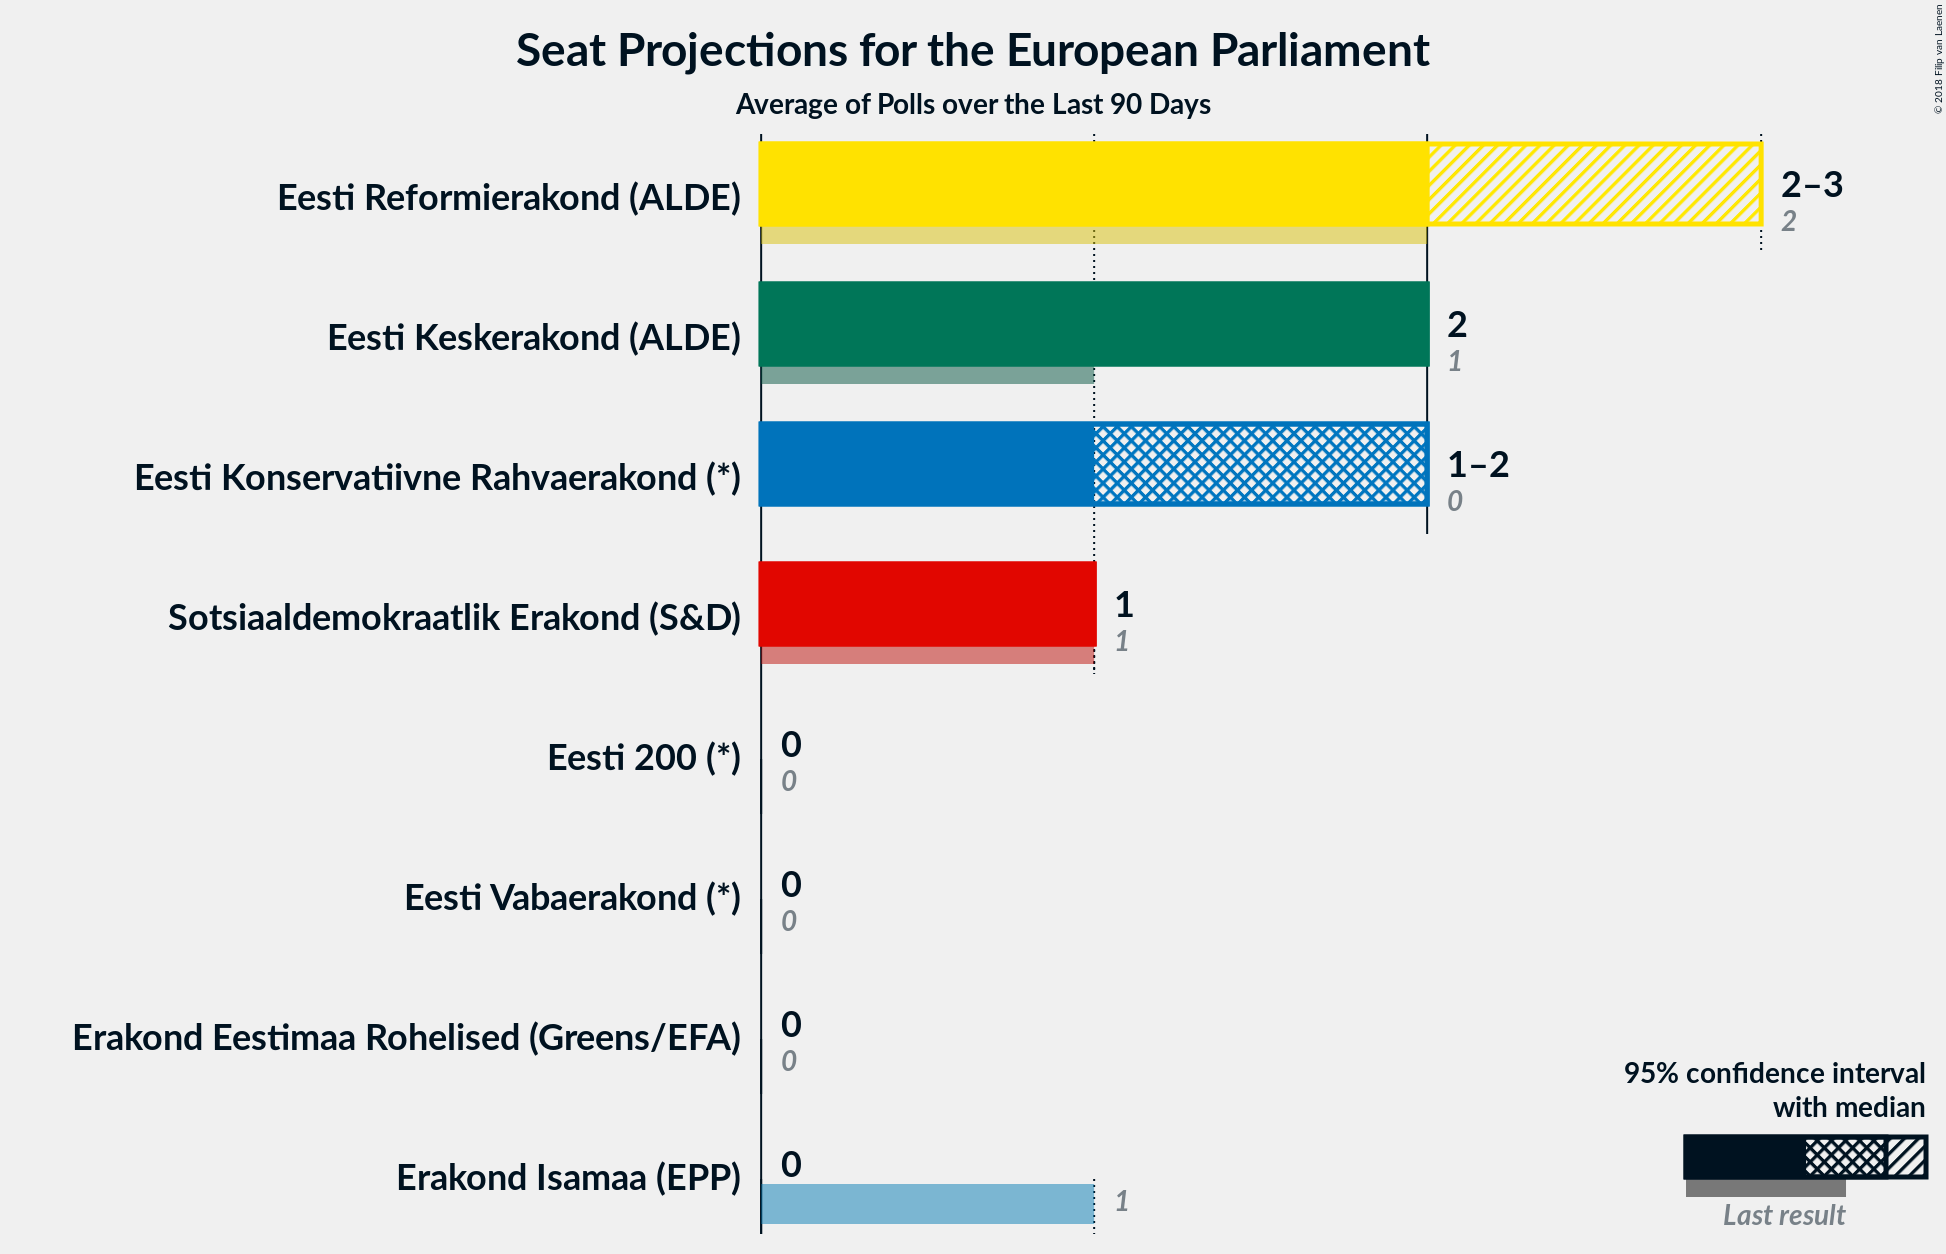 Seat Projections for the European Parliament
Average of Polls over the Last 90 Days
© 2018 Filip van Laenen
Eesti Reformierakond (ALDE)
2–3
2
Eesti Keskerakond (ALDE)
2
1
Eesti Konservatiivne Rahvaerakond (*)
1–2
0
Sotsiaaldemokraatlik Erakond (S&D)
1
1
Eesti 200 (*)
0
0
Eesti Vabaerakond (*)
0
0
Erakond Eestimaa Rohelised (Greens/EFA)
0
0
Erakond Isamaa (EPP)
0
1
95% confidence interval
with median
Last result